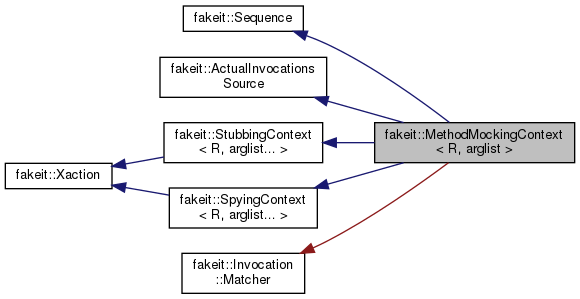 fakeit::Sequence
fakeit::ActualInvocations
Source
fakeit::MethodMockingContext
< R, arglist >
fakeit::StubbingContext
< R, arglist... >
fakeit::Xaction
fakeit::SpyingContext
< R, arglist... >
fakeit::Invocation
::Matcher